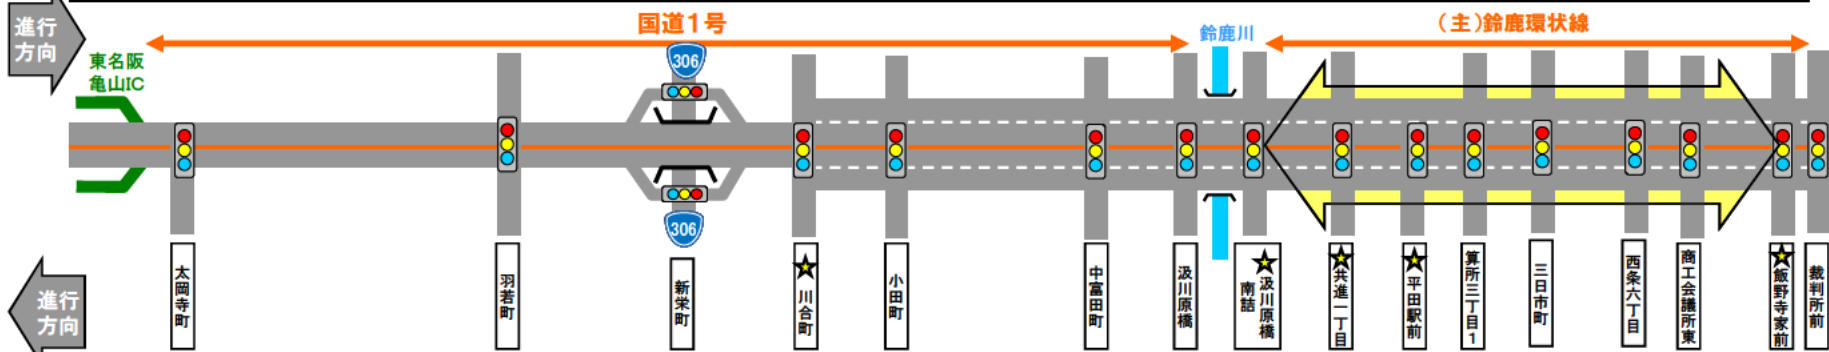 進行
方向
国道1号
(主)鈴鹿環状線
鈴鹿川
東名阪
亀山IC
306
306
進行
方向
太岡寺町
羽若町
新栄町
川合町
小田町
中富田町
汲川原橋
汲川原橋
南詰
共進一丁目
平田駅前
算所三丁目1
三日市町
西条六丁目
商工会議所東
飯野寺家前
裁判所前